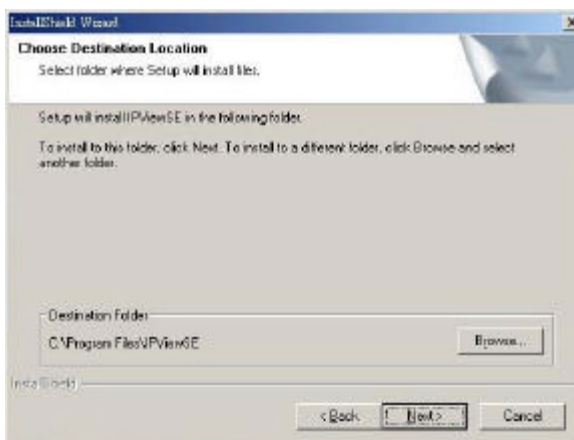 InstallShield Wizard
Choose Destination Location
Select folder where Setup will install files.
Setup will install IPViewSE in the following folder.
To install to this folder, click Next. To install to a different folder, click Browse and select
another folder.
Destination Folder
C:\Program Files\IPViewSE
Browse...
InstallShield
< Back
Next >
Cancel